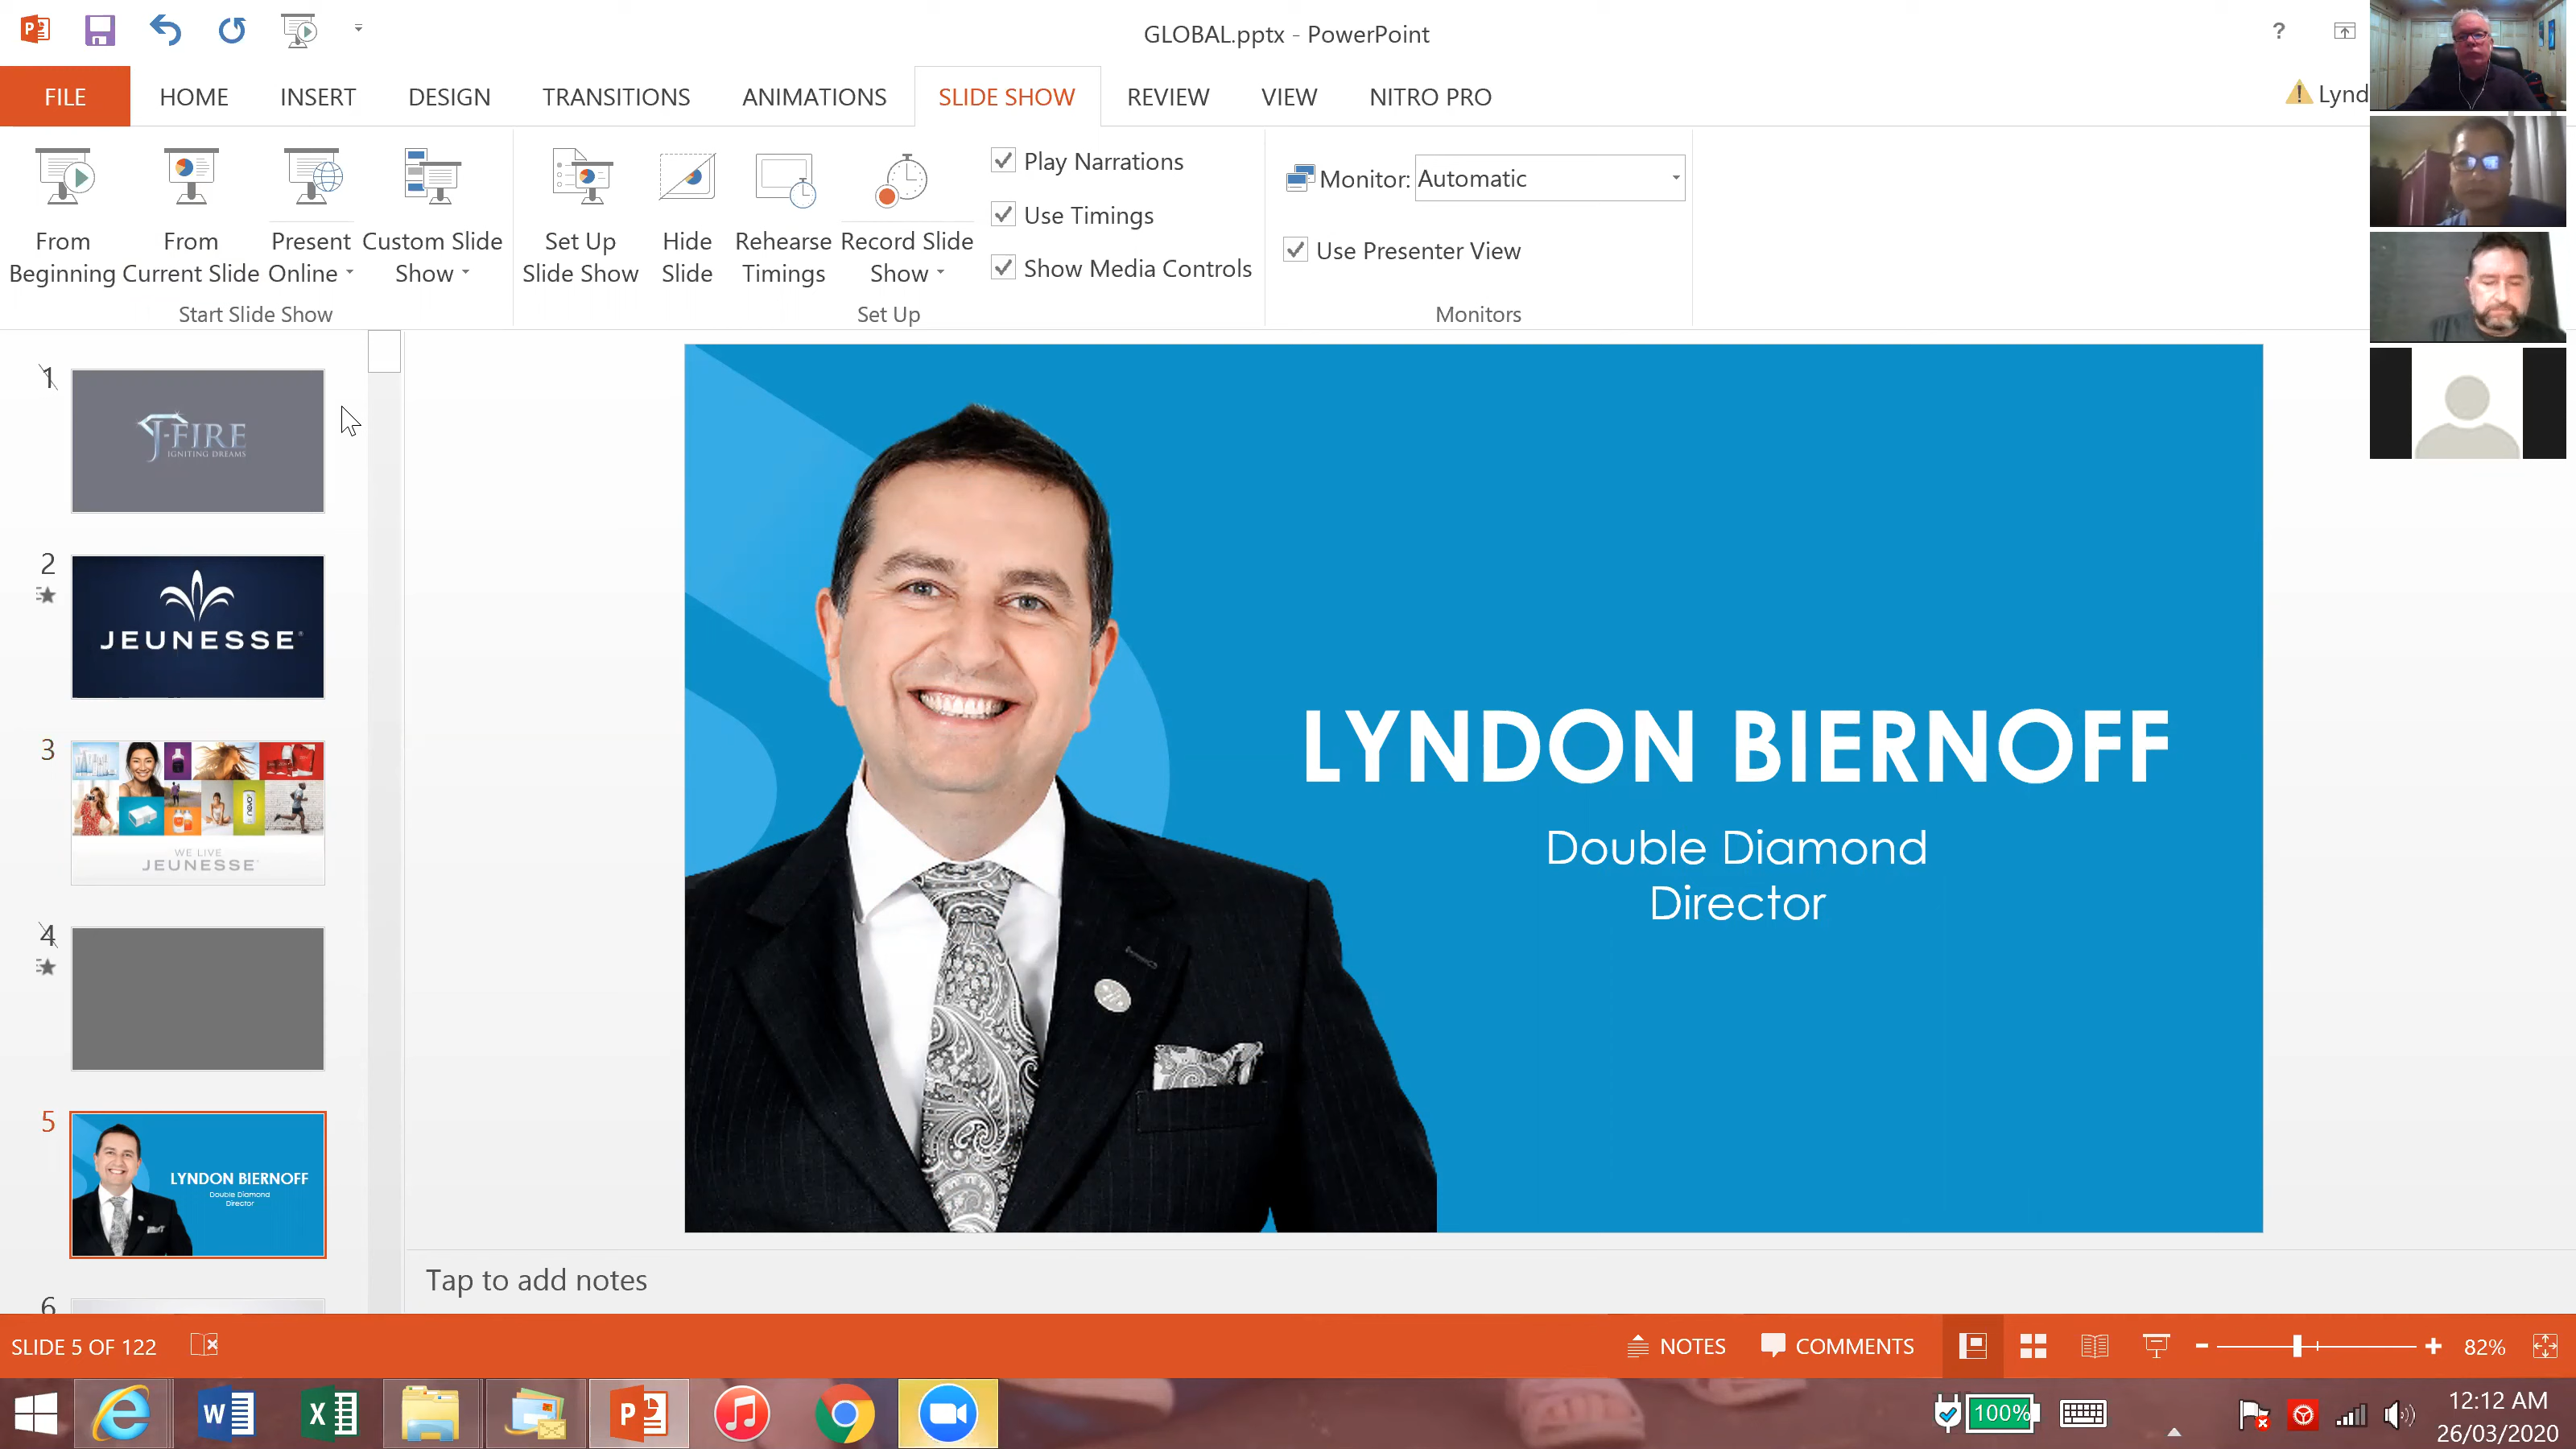 GLOBAL.pptx - PowerPoint
?
FILE
HOME
INSERT
DESIGN
TRANSITIONS
ANIMATIONS
SLIDE SHOW
REVIEW
VIEW
NITRO PRO
Lynd
From
Beginning
From
Current Slide
Present
Online
Custom Slide
Show
Start Slide Show
Set Up
Slide Show
Hide
Slide
Rehearse
Timings
Record Slide
Show
Play Narrations
Use Timings
Show Media Controls
Set Up
Monitor: Automatic
Use Presenter View
Monitors
1
J-FIRE
IGNITING DREAMS
2
JEUNESSE
3
WE LIVE
JEUNESSE
4
5
LYNDON BIERNOFF
Double Diamond
Director
6
LYNDON BIERNOFF
Double Diamond
Director
Tap to add notes
SLIDE 5 OF 122
NOTES
COMMENTS
82%
100%
12:12 AM
26/03/2020